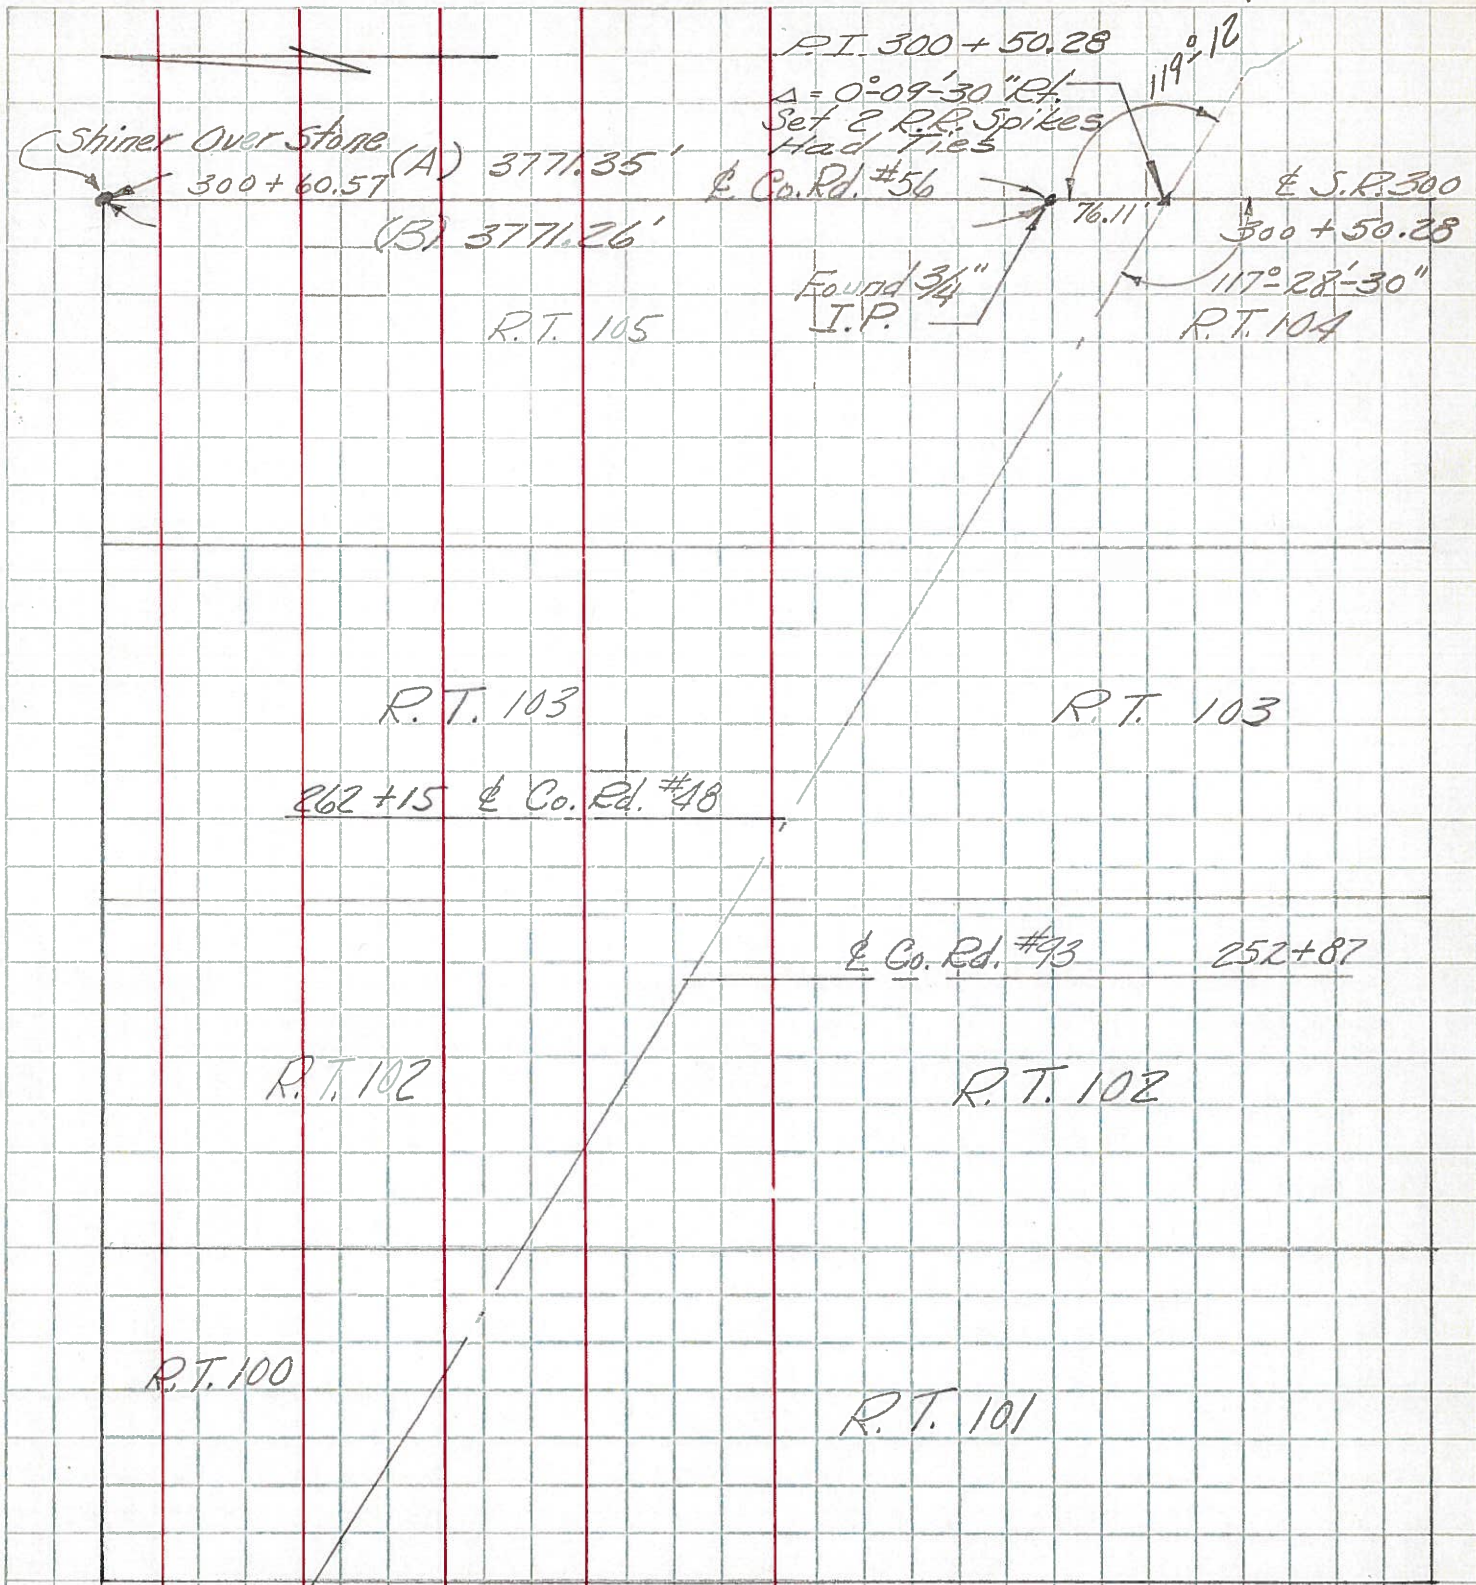 P.I. 300 + 50.28
119°-12
Δ = 0°-09'-30" Rt.
Set 2 R.R. Spikes
Had Ties
Shiner Over Stone
300 + 60.57
(A) 3771.35'
(B) 3771.26'
₵ Co. Rd. #56
76.11'
₵ S.R. 300
300 + 50.28
117°-28'-30"
Found 3/4"
I.P.
R.T. 105
R.T. 104
R.T. 103
R.T. 103
262 +15 ₵ Co. Rd. #48
₵ Co. Rd. #93 252+87
R.T. 102
R.T. 102
R.T. 100
R.T. 101